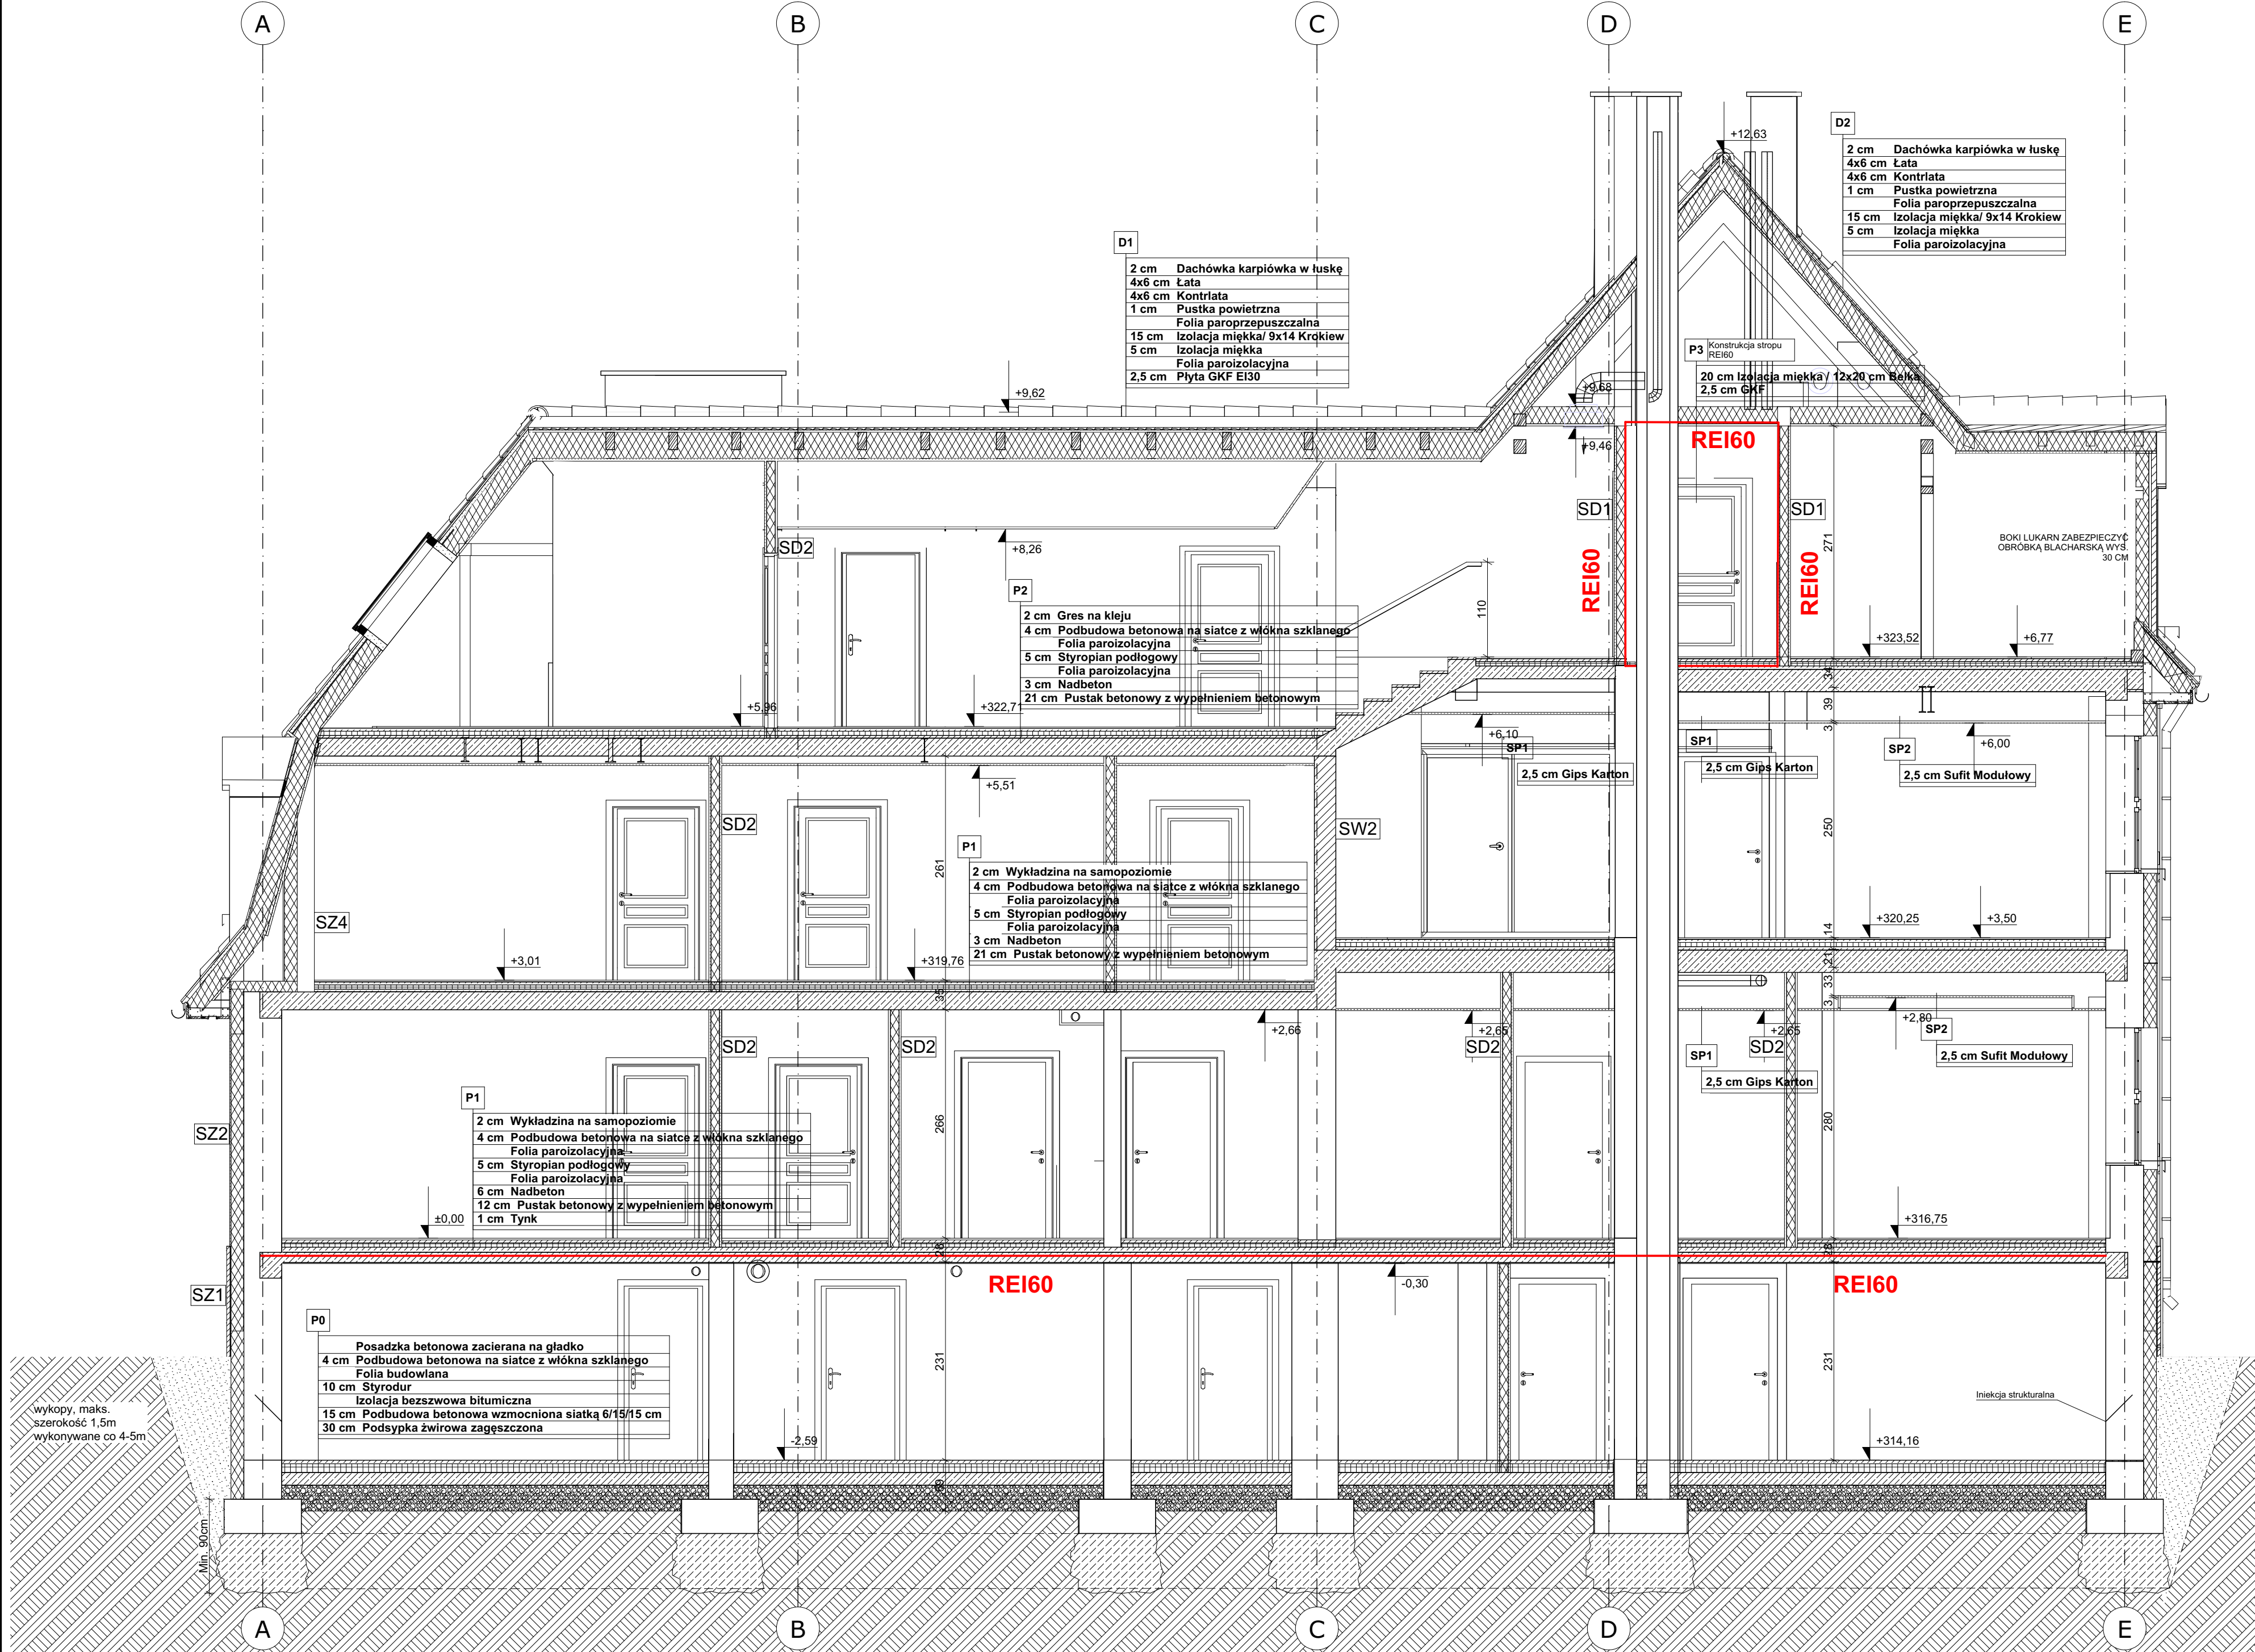 A
B
C
D
E
+12,63
D2
2 cm Dachówka karpiówka w łuskę
4x6 cm Łata
4x6 cm Kontrlata
1 cm Pustka powietrzna
Folia paroprzepuszczalna
15 cm Izolacja miękka/ 9x14 Krokiew
5 cm Izolacja miękka
Folia paroizolacyjna
D1
2 cm Dachówka karpiówka w łuskę
4x6 cm Łata
4x6 cm Kontrlata
1 cm Pustka powietrzna
Folia paroprzepuszczalna
15 cm Izolacja miękka/ 9x14 Krokiew
5 cm Izolacja miękka
Folia paroizolacyjna
2,5 cm Płyta GKF EI30
P3
Konstrukcja stropu
REI60
20 cm Izolacja miękka / 12x20 cm Belka
2,5 cm GKF
+9,62
+9,68
+9,46
REI60
SD1
SD1
REI60
REI60
271
BOKI LUKARN ZABEZPIECZYĆ
OBRÓBKĄ BLACHARSKĄ WYS.
30 CM
SD2
+8,26
P2
2 cm Gres na kleju
4 cm Podbudowa betonowa na siatce z włókna szklanego
Folia paroizolacyjna
5 cm Styropian podłogowy
Folia paroizolacyjna
3 cm Nadbeton
21 cm Pustak betonowy z wypełnieniem betonowym
110
+323,52
+6,77
+5,96
+322,71
34
39
3
+6,10
SP1
2,5 cm Gips Karton
SP1
2,5 cm Gips Karton
SP2
+6,00
2,5 cm Sufit Modułowy
+5,51
SD2
SW2
261
250
P1
2 cm Wykładzina na samopoziomie
4 cm Podbudowa betonowa na siatce z włókna szklanego
Folia paroizolacyjna
5 cm Styropian podłogowy
Folia paroizolacyjna
3 cm Nadbeton
21 cm Pustak betonowy z wypełnieniem betonowym
SZ4
+320,25
+3,50
14
+3,01
+319,76
21
35
33
3
+2,66
+2,65
+2,65
+2,80
SD2
SD2
SD2
SP1
SD2
SP2
2,5 cm Sufit Modułowy
2,5 cm Gips Karton
P1
2 cm Wykładzina na samopoziomie
4 cm Podbudowa betonowa na siatce z włókna szklanego
Folia paroizolacyjna
5 cm Styropian podłogowy
Folia paroizolacyjna
6 cm Nadbeton
12 cm Pustak betonowy z wypełnieniem betonowym
1 cm Tynk
SZ2
266
280
±0,00
+316,75
28
28
REI60
-0,30
REI60
SZ1
P0
Posadzka betonowa zacierana na gładko
4 cm Podbudowa betonowa na siatce z włókna szklanego
Folia budowlana
10 cm Styrodur
Izolacja bezszwowa bitumiczna
15 cm Podbudowa betonowa wzmocniona siatką 6/15/15 cm
30 cm Podsypka żwirowa zagęszczona
231
231
Iniekcja strukturalna
wykopy, maks.
szerokość 1,5m
wykonywane co 4-5m
-2,59
+314,16
Min. 90cm
A
B
C
D
E